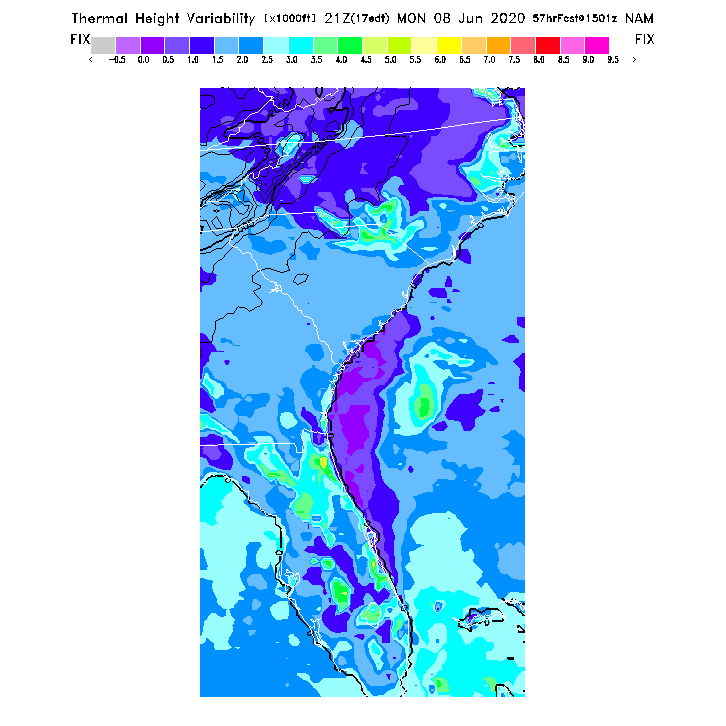 Thermal Height Variability [x1000ft] 21Z(17edt) MON 08 Jun 2020 57hrFcst@1501z NAM
FIX FIX
< -0.5 0.0 0.5 1.0 1.5 2.0 2.5 3.0 3.5 4.0 4.5 5.0 5.5 6.0 6.5 7.0 7.5 8.0 8.5 9.0 9.5 >